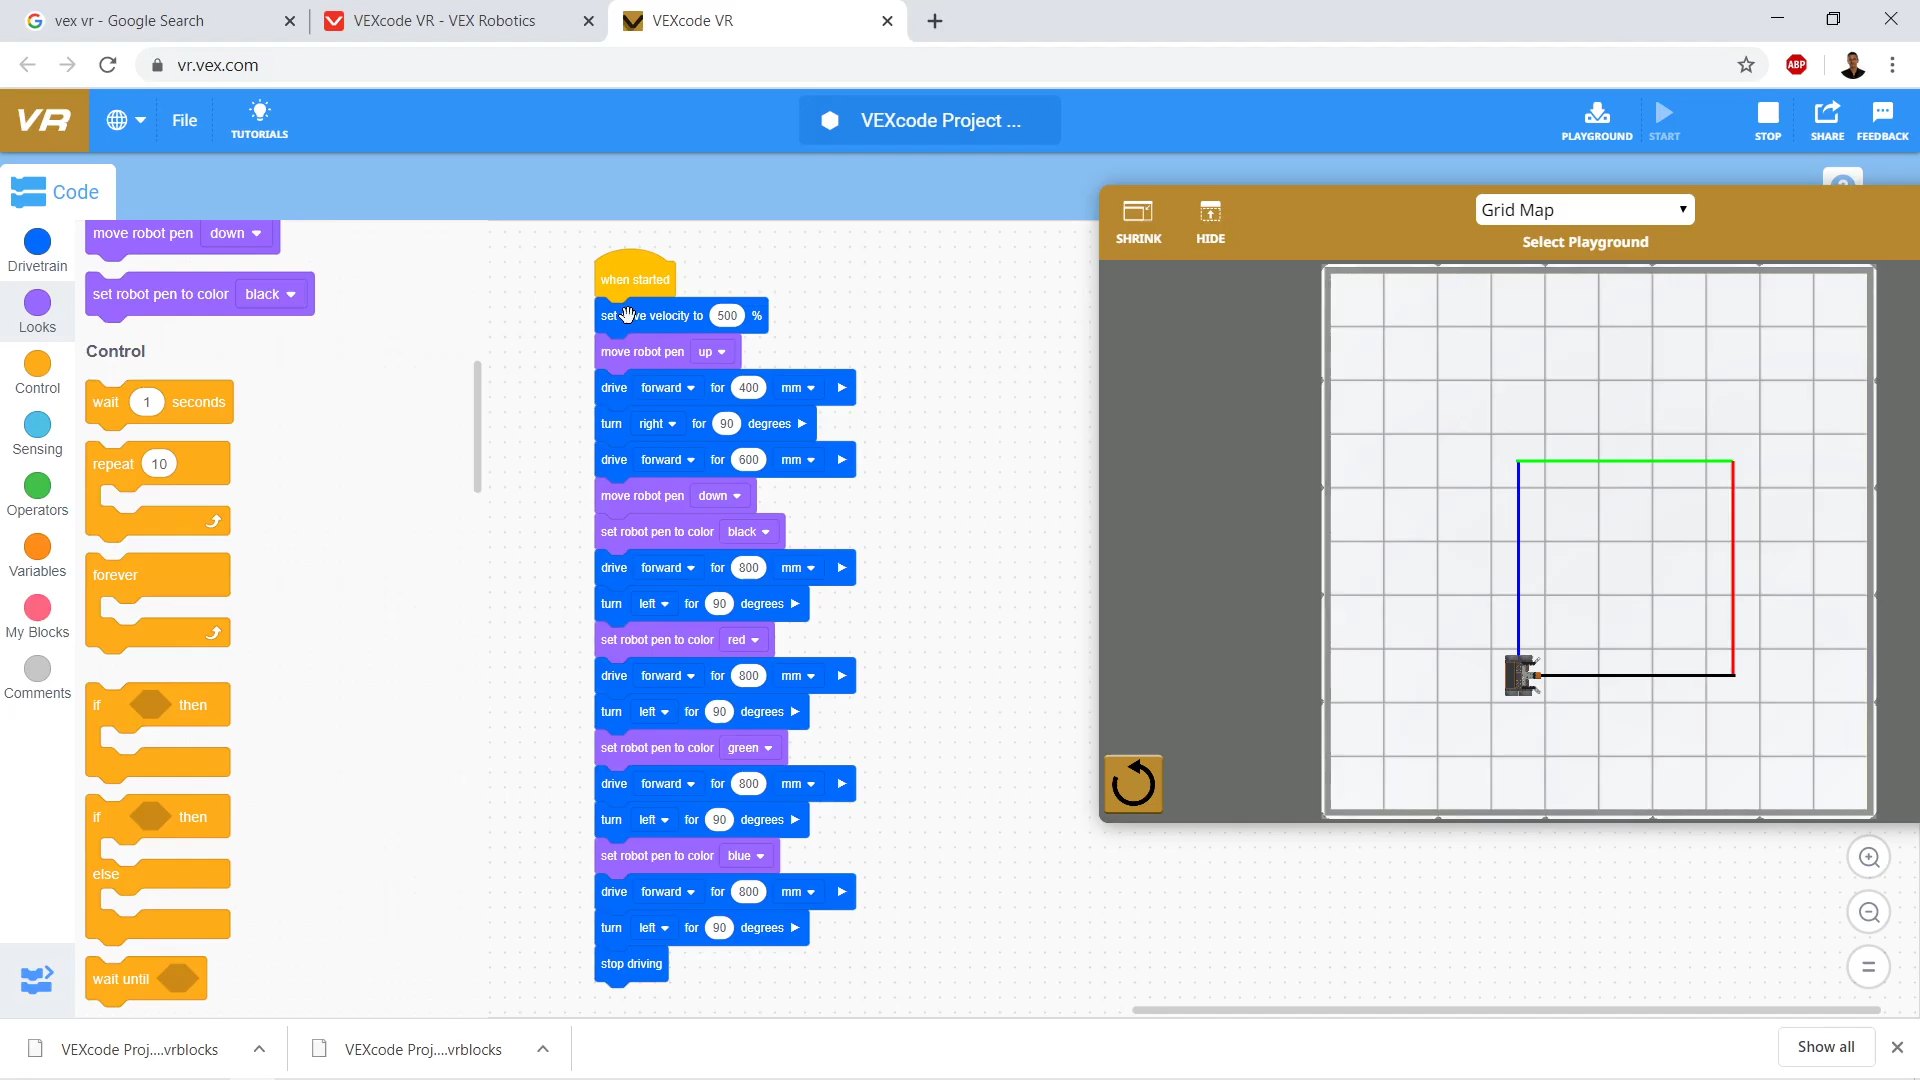 vex vr - Google Search
VEXcode VR - VEX Robotics
VEXcode VR
vr.vex.com
ABP
VR
File
TUTORIALS
VEXcode Project ...
PLAYGROUND
START
STOP
SHARE
FEEDBACK
Code
SHRINK
HIDE
Grid Map
Select Playground
Drivetrain
Looks
Control
Sensing
Operators
Variables
My Blocks
Comments
move robot pen down
set robot pen to color black
Control
wait 1 seconds
repeat 10
forever
if then
if then
else
wait until
when started
set ve velocity to 500 %
move robot pen up
drive forward for 400 mm
turn right for 90 degrees
drive forward for 600 mm
move robot pen down
set robot pen to color black
drive forward for 800 mm
turn left for 90 degrees
set robot pen to color red
drive forward for 800 mm
turn left for 90 degrees
set robot pen to color green
drive forward for 800 mm
turn left for 90 degrees
set robot pen to color blue
drive forward for 800 mm
turn left for 90 degrees
stop driving
VEXcode Proj....vrblocks
VEXcode Proj....vrblocks
Show all